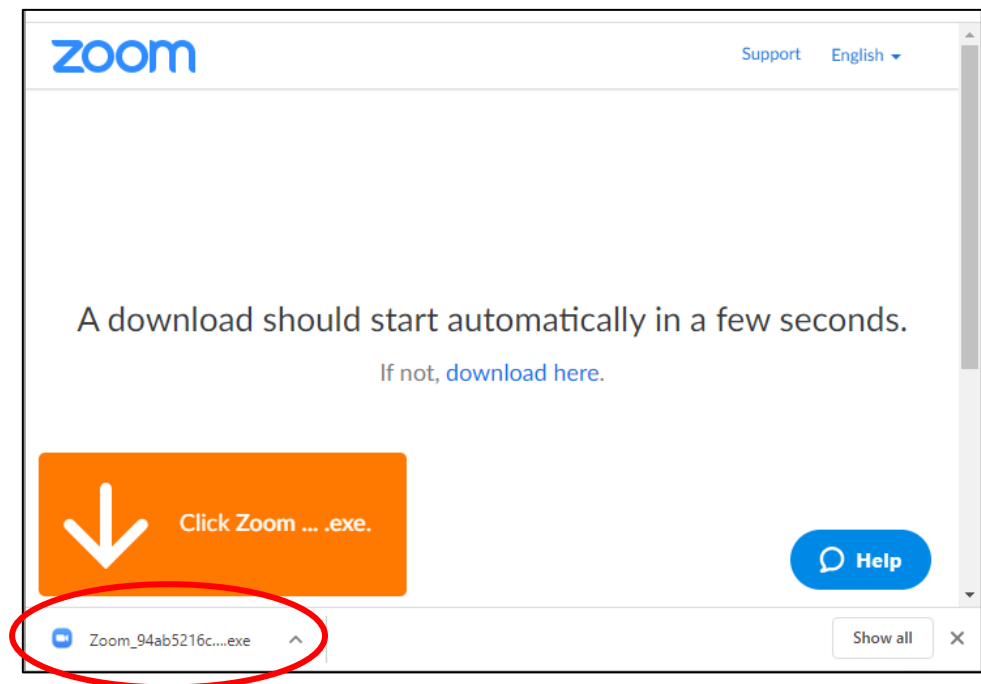 zoom
Support English
A download should start automatically in a few seconds.
If not, download here.
Click Zoom ... .exe.
Help
Zoom_94ab5216c....exe
Show all